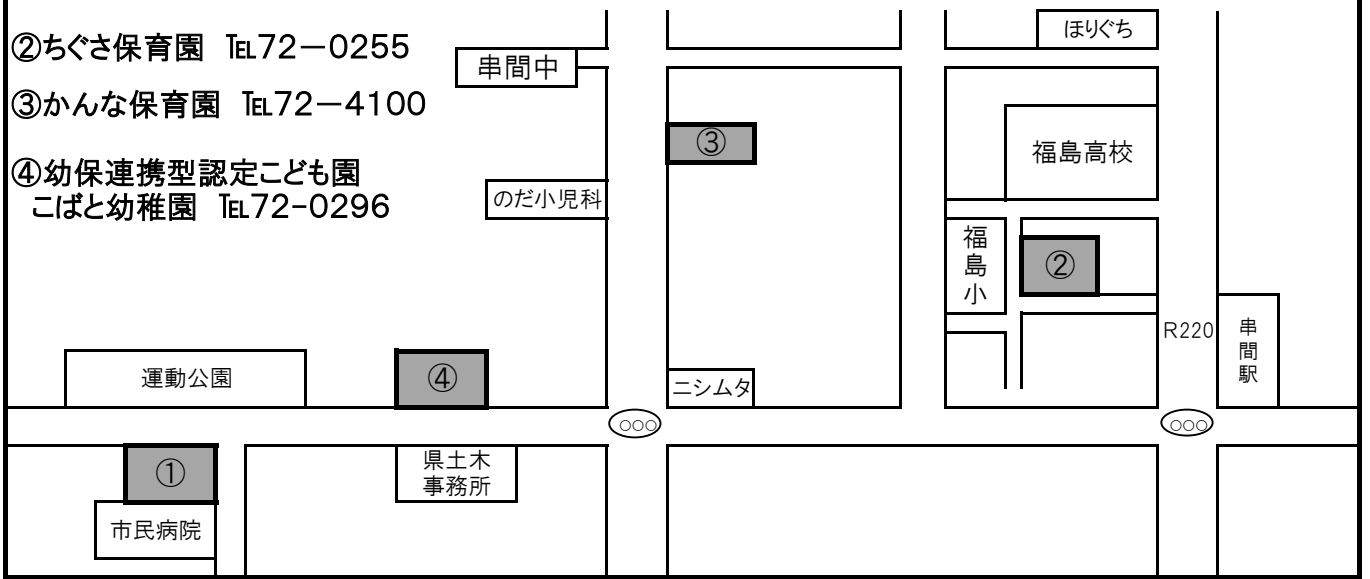 ②ちぐさ保育園 ℡72－0255
③かんな保育園 ℡72－4100
④幼保連携型認定こども園
こばと幼稚園 ℡72-0296
ほりぐち
串間中
③
福島高校
のだ小児科
福島小
②
R220
串間駅
運動公園
④
ニシムタ
○○○
○○○
①
県土木
事務所
市民病院